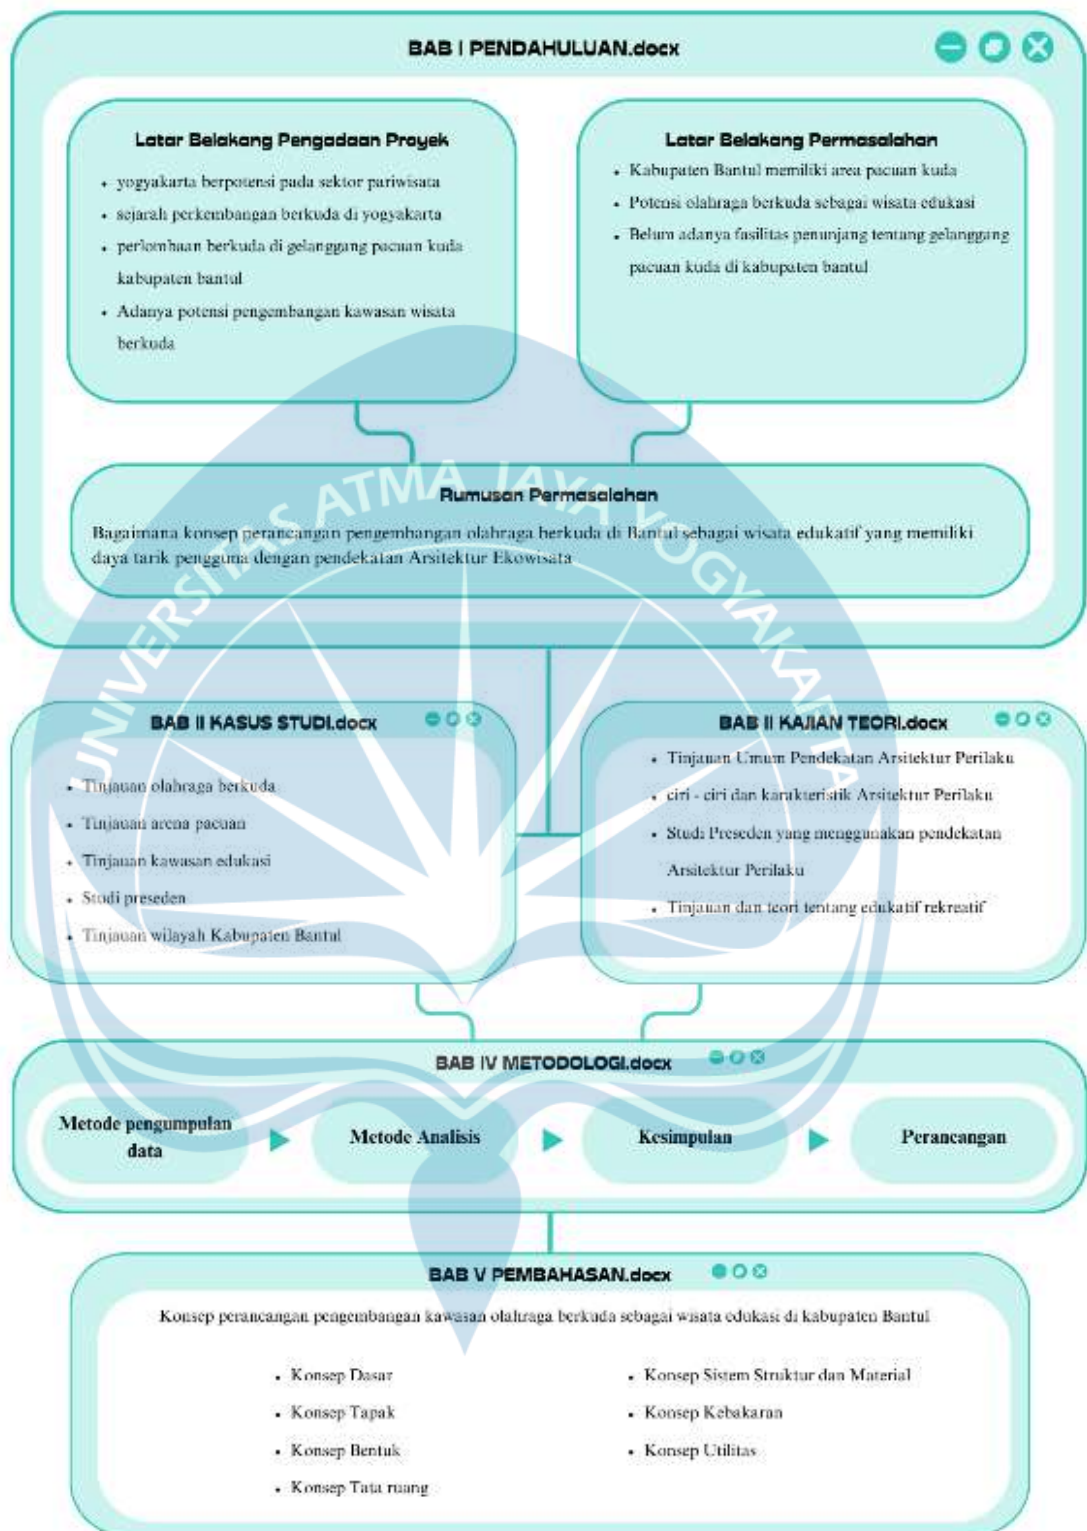 BAB I PENDAHULUAN.docx
Latar Belakang Pengadaan Proyek
• yogyakarta berpotensi pada sektor pariwisata
• sejarah perkembangan berkuda di yogyakarta
• perlombaan berkuda di gelanggang pacuan kuda
kabupaten bantul
• Adanya potensi pengembangan kawasan wisata
berkuda
Latar Belakang Permasalahan
• Kabupaten Bantul memiliki area pacuan kuda
• Potensi olahraga berkuda sebagai wisata edukasi
• Belum adanya fasilitas penunjang tentang gelanggang
pacuan kuda di kabupaten bantul
Rumusan Permasalahan
Bagaimana konsep perancangan pengembangan olahraga berkuda di Bantul sebagai wisata edukatif yang memiliki
daya tarik pengguna dengan pendekatan Arsitektur Ekowisata
UNIVERSITAS ATMA JAYA YOGYAKARTA
BAB II KASUS STUDI.docx
• Tinjauan olahraga berkuda
• Tinjauan arena pacuan
• Tinjauan kawasan edukasi
• Studi preseden
• Tinjauan wilayah Kabupaten Bantul
BAB II KAJIAN TEORI.docx
• Tinjauan Umum Pendekatan Arsitektur Perilaku
• ciri - ciri dan karakteristik Arsitektur Perilaku
• Studi Preseden yang menggunakan pendekatan
Arsitektur Perilaku
• Tinjauan dan teori tentang edukatif rekreatif
BAB IV METODOLOGI.docx
Metode pengumpulan
data
Metode Analisis
Kesimpulan
Perancangan
BAB V PEMBAHASAN.docx
Konsep perancangan pengembangan kawasan olahraga berkuda sebagai wisata edukasi di kabupaten Bantul
• Konsep Dasar
• Konsep Tapak
• Konsep Bentuk
• Konsep Tata ruang
• Konsep Sistem Struktur dan Material
• Konsep Kebakaran
• Konsep Utilitas